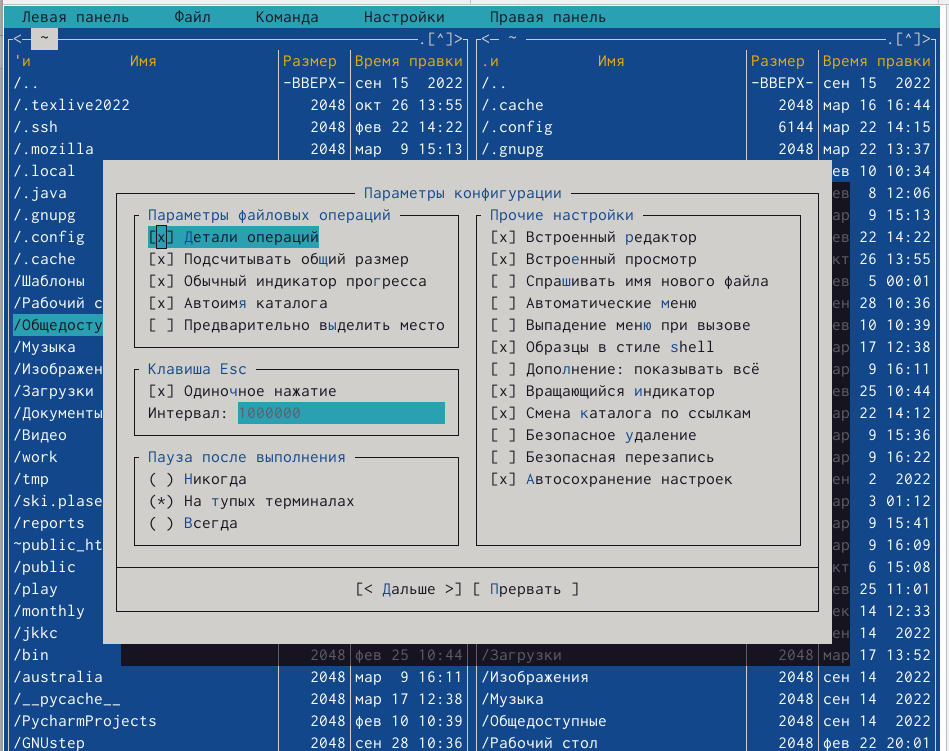 Левая панель Файл Команда Настройки Правая панель
<- ~ .[^]> <- ~ .[^]>
'и Имя Размер Время правки .и Имя Размер Время правки
/.. -ВВЕРХ- сен 15 2022 /.. -ВВЕРХ- сен 15 2022
/.texlive2022 2048 окт 26 13:55 /.cache 2048 мар 16 16:44
/.ssh 2048 фев 22 14:22 /.config 6144 мар 22 14:15
/.mozilla 2048 мар 9 15:13 /.gnupg 2048 мар 22 13:37
/.local ев 10 10:34
/.java Параметры конфигурации ев 8 12:06
/.gnupg Параметры файловых операций Прочие настройки ар 9 15:13
/.config [x] Детали операций [x] Встроенный редактор ев 22 14:22
/.cache [x] Подсчитывать общий размер [x] Встроенный просмотр кт 26 13:55
/Шаблоны [x] Обычный индикатор прогресса [ ] Спрашивать имя нового файла ев 5 00:01
/Рабочий с [x] Автоимя каталога [ ] Автоматические меню ен 28 10:36
/Общедосту [ ] Предварительно выделить место [ ] Выпадение меню при вызове ев 10 10:39
/Музыка [x] Образцы в стиле shell ар 17 12:38
/Изображен Клавиша Esc [ ] Дополнение: показывать всё ар 9 16:11
/Загрузки [x] Одиночное нажатие [x] Вращающийся индикатор ев 25 10:44
/Документы Интервал: 1000000 [x] Смена каталога по ссылкам ар 22 14:12
/Видео [ ] Безопасное удаление ар 9 15:36
/work Пауза после выполнения [ ] Безопасная перезапись ар 9 16:22
/tmp ( ) Никогда [x] Автосохранение настроек ен 2 2022
/ski.plase (*) На тупых терминалах ар 3 01:12
/reports ( ) Всегда ар 9 15:41
~public_ht ар 9 16:09
/public кт 6 15:08
/play [< Дальше >] [ Прервать ] ев 25 11:01
/monthly ек 14 12:33
/jkkc ен 14 2022
/bin 2048 фев 25 10:44 /Загрузки 2048 мар 17 13:52
/australia 2048 мар 9 16:11 /Изображения 2048 сен 14 2022
/__pycache__ 2048 мар 17 12:38 /Музыка 2048 сен 14 2022
/PycharmProjects 2048 фев 10 10:39 /Общедоступные 2048 сен 14 2022
/GNUstep 2048 сен 28 10:36 /Рабочий стол 2048 фев 22 20:01